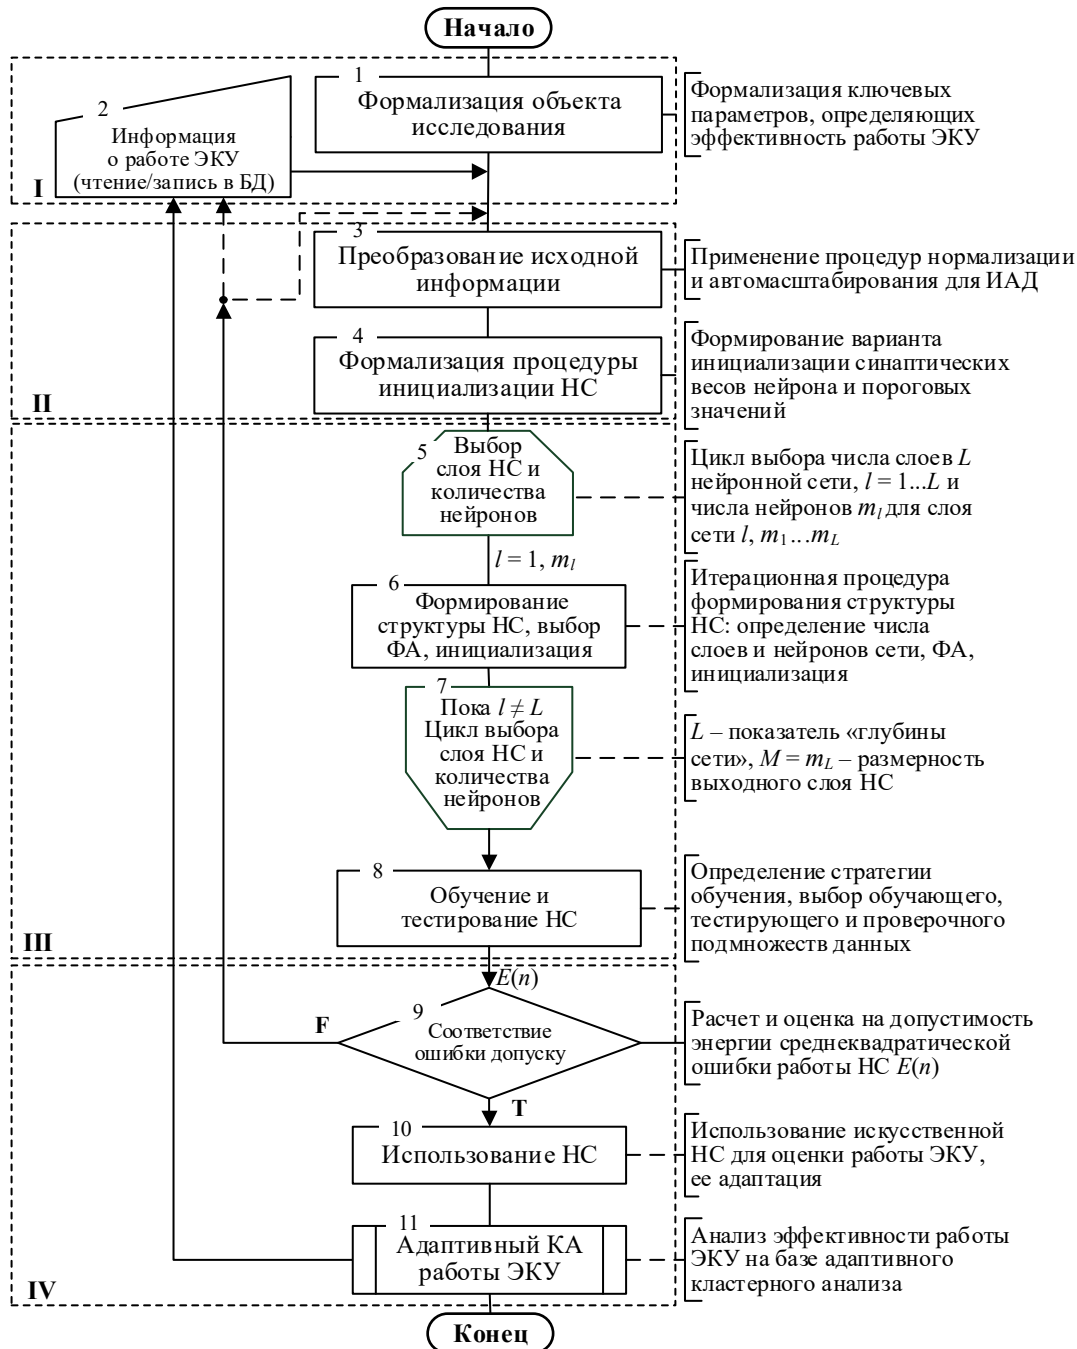 Начало
1
Формализация объекта
исследования
Формализация ключевых
параметров, определяющих
эффективность работы ЭКУ
2
Информация
о работе ЭКУ
(чтение/запись в БД)
I
3
Преобразование исходной
информации
Применение процедур нормализации
и автомасштабирования для ИАД
4
Формализация процедуры
инициализации НС
Формирование варианта
инициализации синаптических
весов нейрона и пороговых
значений
II
5
Выбор
слоя НС и
количества
нейронов
Цикл выбора числа слоев L
нейронной сети, l = 1...L и
числа нейронов mₗ для слоя
сети l, m₁...m_L
l = 1, mₗ
6
Формирование
структуры НС, выбор
ФА, инициализация
Итерационная процедура
формирования структуры
НС: определение числа
слоев и нейронов сети, ФА,
инициализация
7
Пока l ≠ L
Цикл выбора
слоя НС и
количества
нейронов
L – показатель «глубины
сети», M = m_L – размерность
выходного слоя НС
8
Обучение и
тестирование НС
Определение стратегии
обучения, выбор обучающего,
тестирующего и проверочного
подмножеств данных
III
E(n)
9
Соответствие
ошибки допуску
F
Расчет и оценка на допустимость
энергии среднеквадратической
ошибки работы НС E(n)
T
10
Использование НС
Использование искусственной
НС для оценки работы ЭКУ,
ее адаптация
11
Адаптивный КА
работы ЭКУ
Анализ эффективности работы
ЭКУ на базе адаптивного
кластерного анализа
IV
Конец